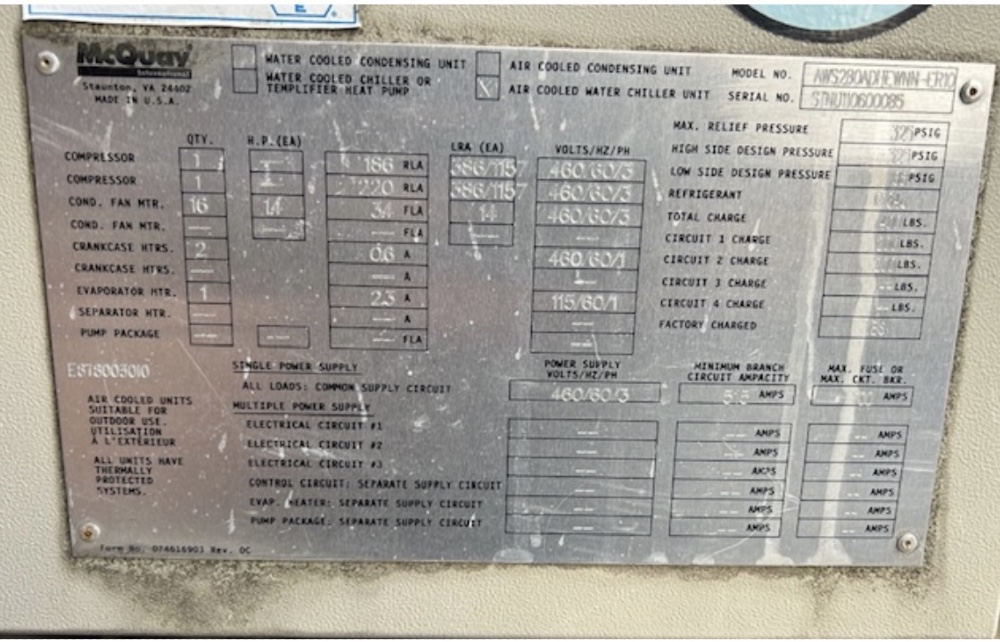 McQuay
International
Staunton, VA 24402
MADE IN U.S.A.
WATER COOLED CONDENSING UNIT
WATER COOLED CHILLER OR
TEMPLIFIER HEAT PUMP
AIR COOLED CONDENSING UNIT
X AIR COOLED WATER CHILLER UNIT
MODEL NO.
SERIAL NO. STNU110600085
QTY. H.P.(EA) LRA (EA) VOLTS/HZ/PH
COMPRESSOR 1 --- 186 RLA 386/1157 460/60/3
COMPRESSOR 1 --- 220 RLA 386/1157 460/60/3
COND. FAN MTR. 16 FLA 14 460/60/3
COND. FAN MTR. --- --- --- FLA --- ---
CRANKCASE HTRS. 2 0.6 A 460/60/1
CRANKCASE HTRS. --- --- A ---
EVAPORATOR HTR. 1 2.3 A 115/60/1
SEPARATOR HTR. --- --- A ---
PUMP PACKAGE --- --- FLA ---
MAX. RELIEF PRESSURE PSIG
HIGH SIDE DESIGN PRESSURE PSIG
LOW SIDE DESIGN PRESSURE PSIG
REFRIGERANT
TOTAL CHARGE LBS.
CIRCUIT 1 CHARGE LBS.
CIRCUIT 2 CHARGE LBS.
CIRCUIT 3 CHARGE -- LBS.
CIRCUIT 4 CHARGE -- LBS.
FACTORY CHARGED
AIR COOLED UNITS
SUITABLE FOR
OUTDOOR USE.
UTILISATION
À L'EXTÉRIEUR
ALL UNITS HAVE
THERMALLY
PROTECTED
SYSTEMS.
SINGLE POWER SUPPLY
POWER SUPPLY
VOLTS/HZ/PH
MINIMUM BRANCH
CIRCUIT AMPACITY
MAX. FUSE OR
MAX. CKT. BKR.
ALL LOADS: COMMON SUPPLY CIRCUIT 460/60/3 AMPS AMPS
MULTIPLE POWER SUPPLY
ELECTRICAL CIRCUIT #1 --- AMPS -- AMPS
ELECTRICAL CIRCUIT #2 --- AMPS -- AMPS
ELECTRICAL CIRCUIT #3 --- AMPS -- AMPS
CONTROL CIRCUIT: SEPARATE SUPPLY CIRCUIT --- AMPS -- AMPS
EVAP. HEATER: SEPARATE SUPPLY CIRCUIT --- AMPS -- AMPS
PUMP PACKAGE: SEPARATE SUPPLY CIRCUIT --- AMPS -- AMPS
Form No. 074616901 Rev. 0C